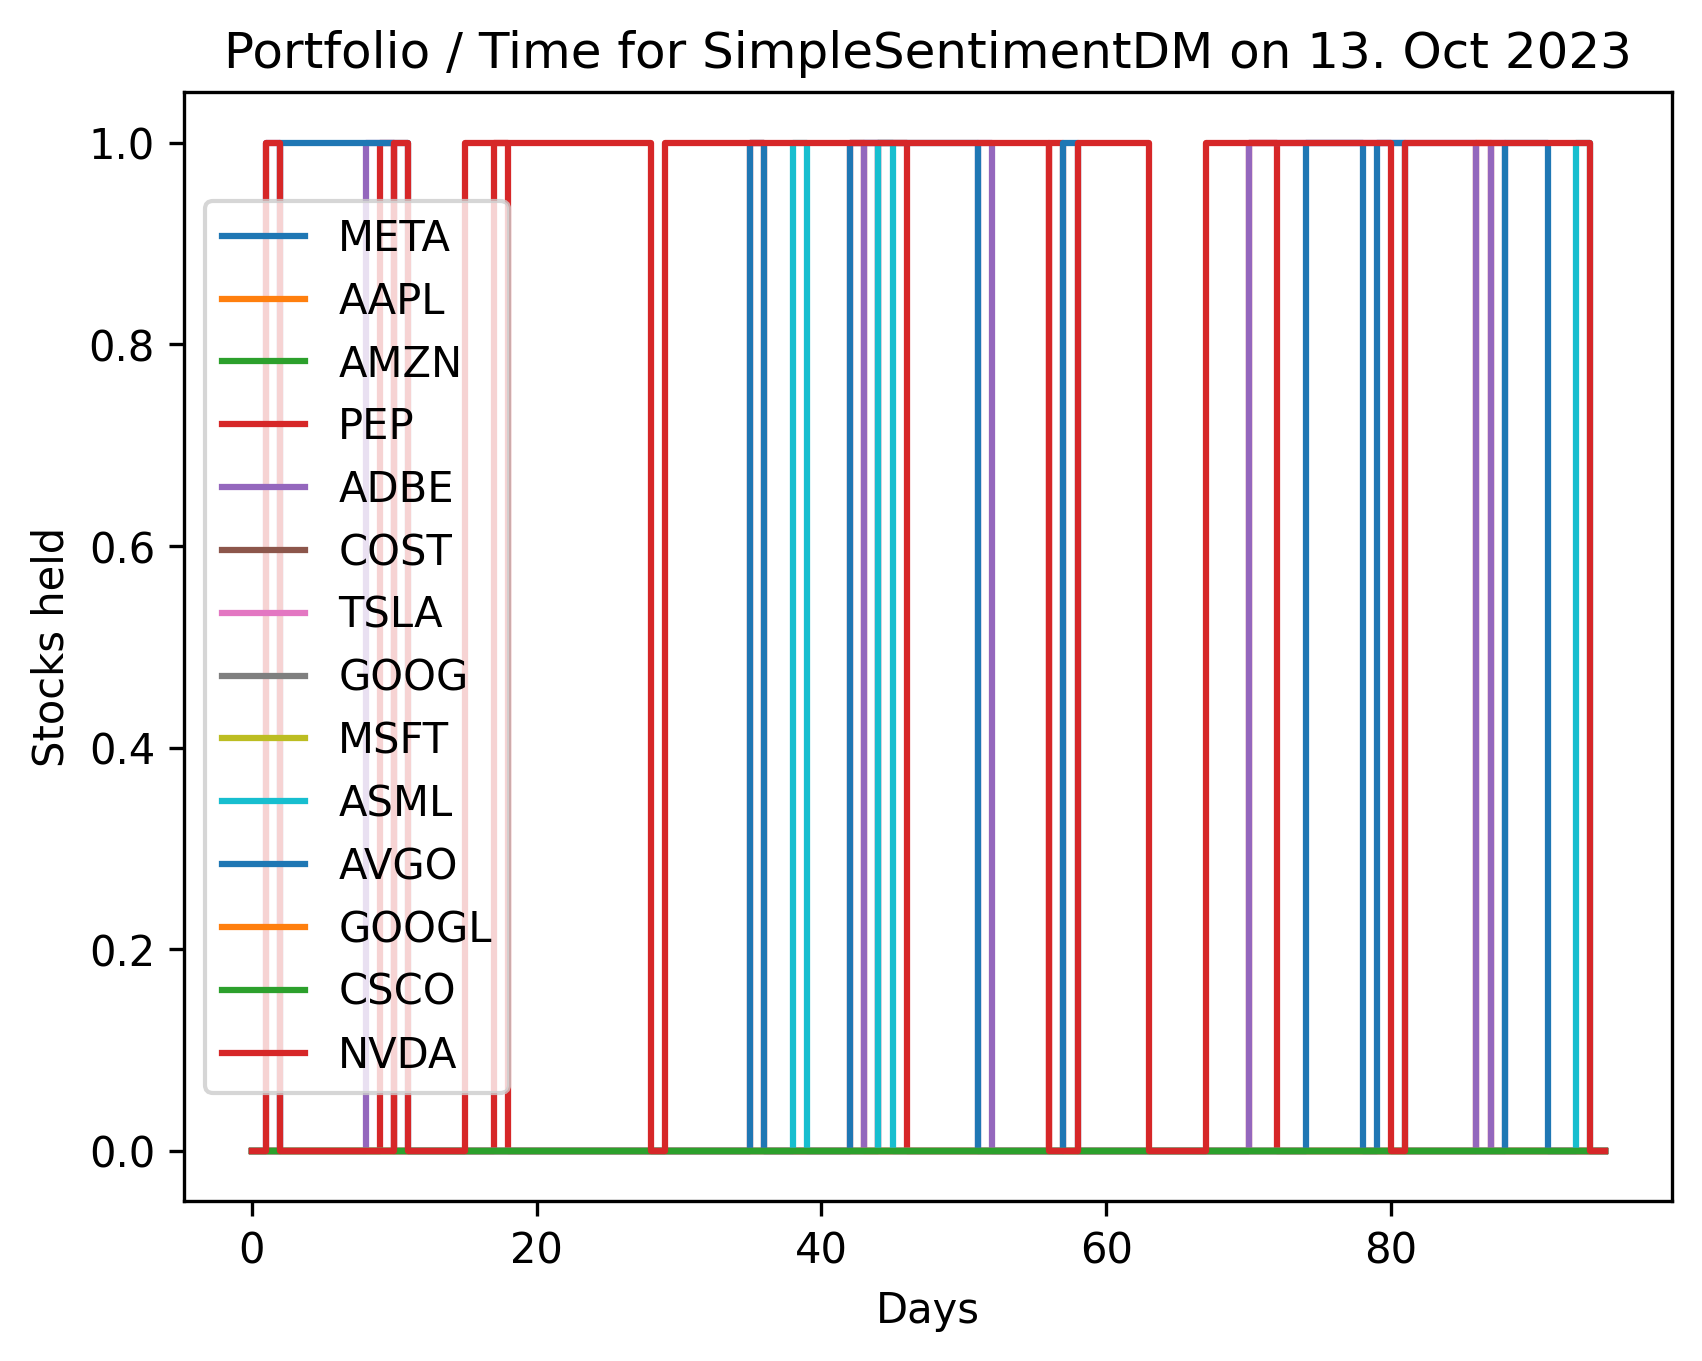 Portfolio / Time for SimpleSentimentDM on 13. Oct 2023
1.0
0.8
0.6
0.4
0.2
0.0
Stocks held
META
AAPL
AMZN
PEP
ADBE
COST
TSLA
GOOG
MSFT
ASML
AVGO
GOOGL
CSCO
NVDA
0 20 40 60 80
Days